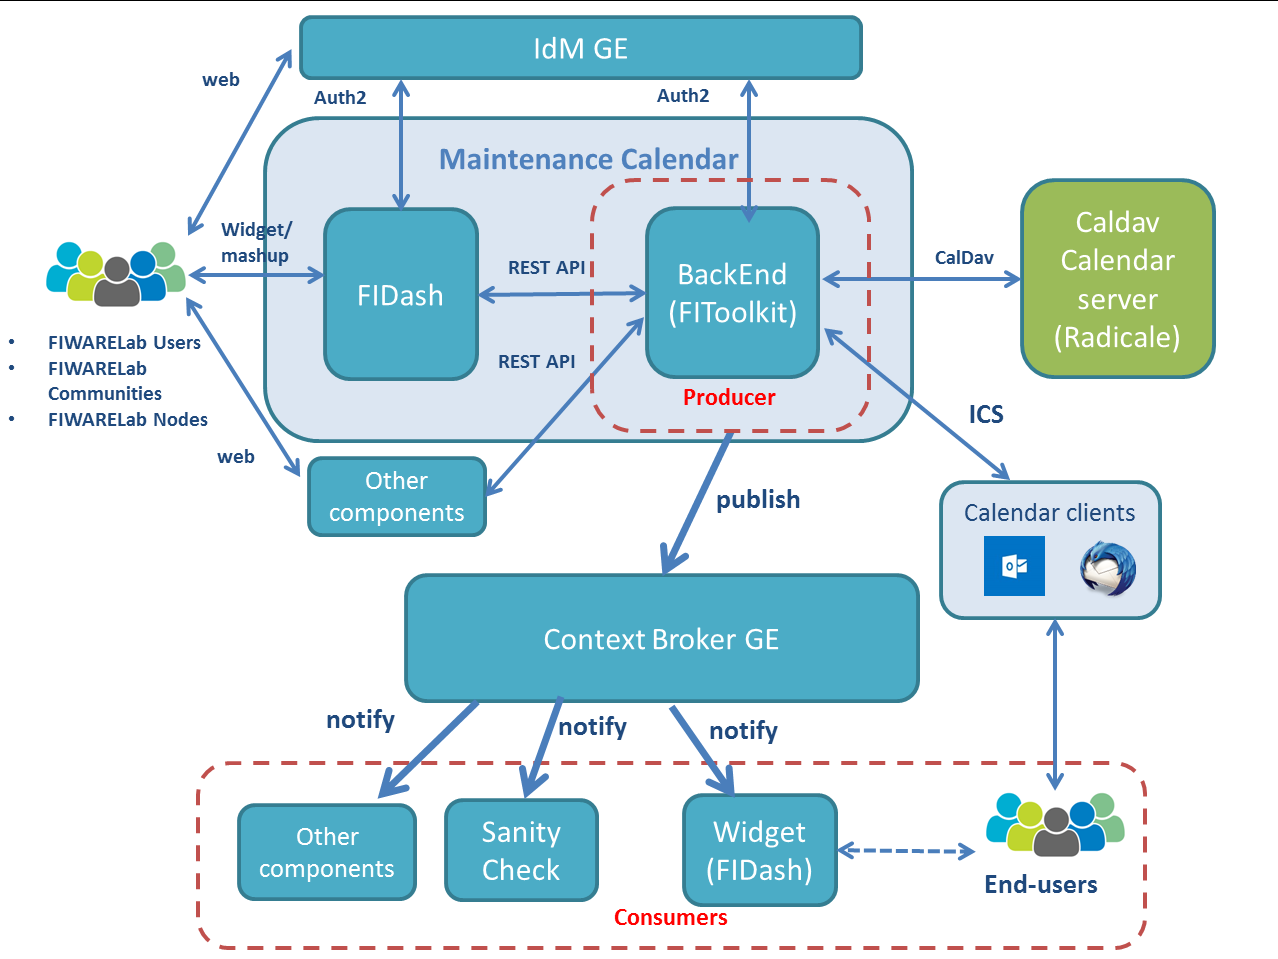 IdM GE
web
Auth2
Auth2
Maintenance Calendar
Widget/
mashup
FIDash
REST API
BackEnd
(FIToolkit)
CalDav
Caldav
Calendar
server
(Radicale)
• FIWARELab Users
• FIWARELab
Communities
• FIWARELab Nodes
REST API
Producer
ICS
web
Other
components
publish
Calendar clients
Context Broker GE
notify
notify
notify
Other
components
Sanity
Check
Widget
(FIDash)
End-users
Consumers